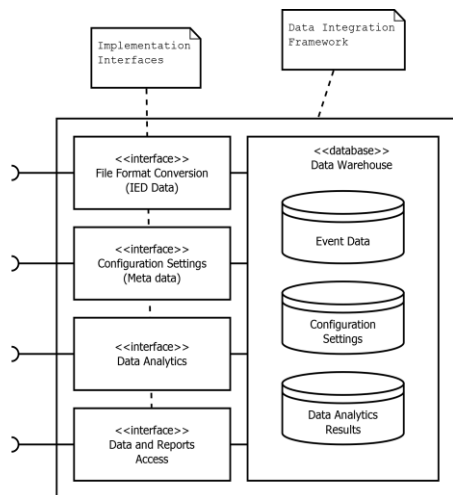 Implementation
Interfaces
Data Integration
Framework
<<interface>>
File Format Conversion
(IED Data)
<<interface>>
Configuration Settings
(Meta data)
<<interface>>
Data Analytics
<<interface>>
Data and Reports
Access
<<database>>
Data Warehouse
Event Data
Configuration
Settings
Data Analytics
Results